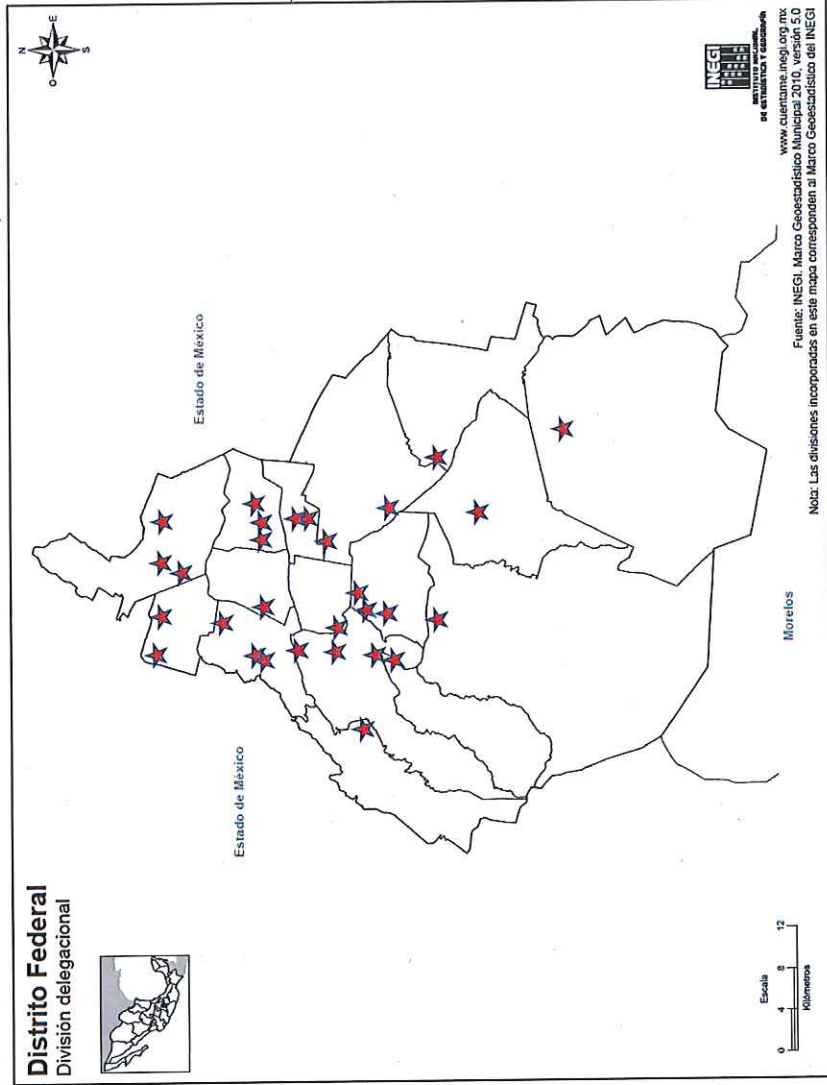 Distrito Federal
División delegacional
N
O
E
S
Estado de México
Estado de México
Morelos
Escala
0 4 8 12
Kilómetros
INEGI
INSTITUTO NACIONAL
DE ESTADÍSTICA Y GEOGRAFÍA
www.cuentame.inegi.org.mx
Fuente: INEGI. Marco Geoestadístico Municipal 2010, versión 5.0
Nota: Las divisiones incorporadas en este mapa corresponden al Marco Geoestadístico del INEGI